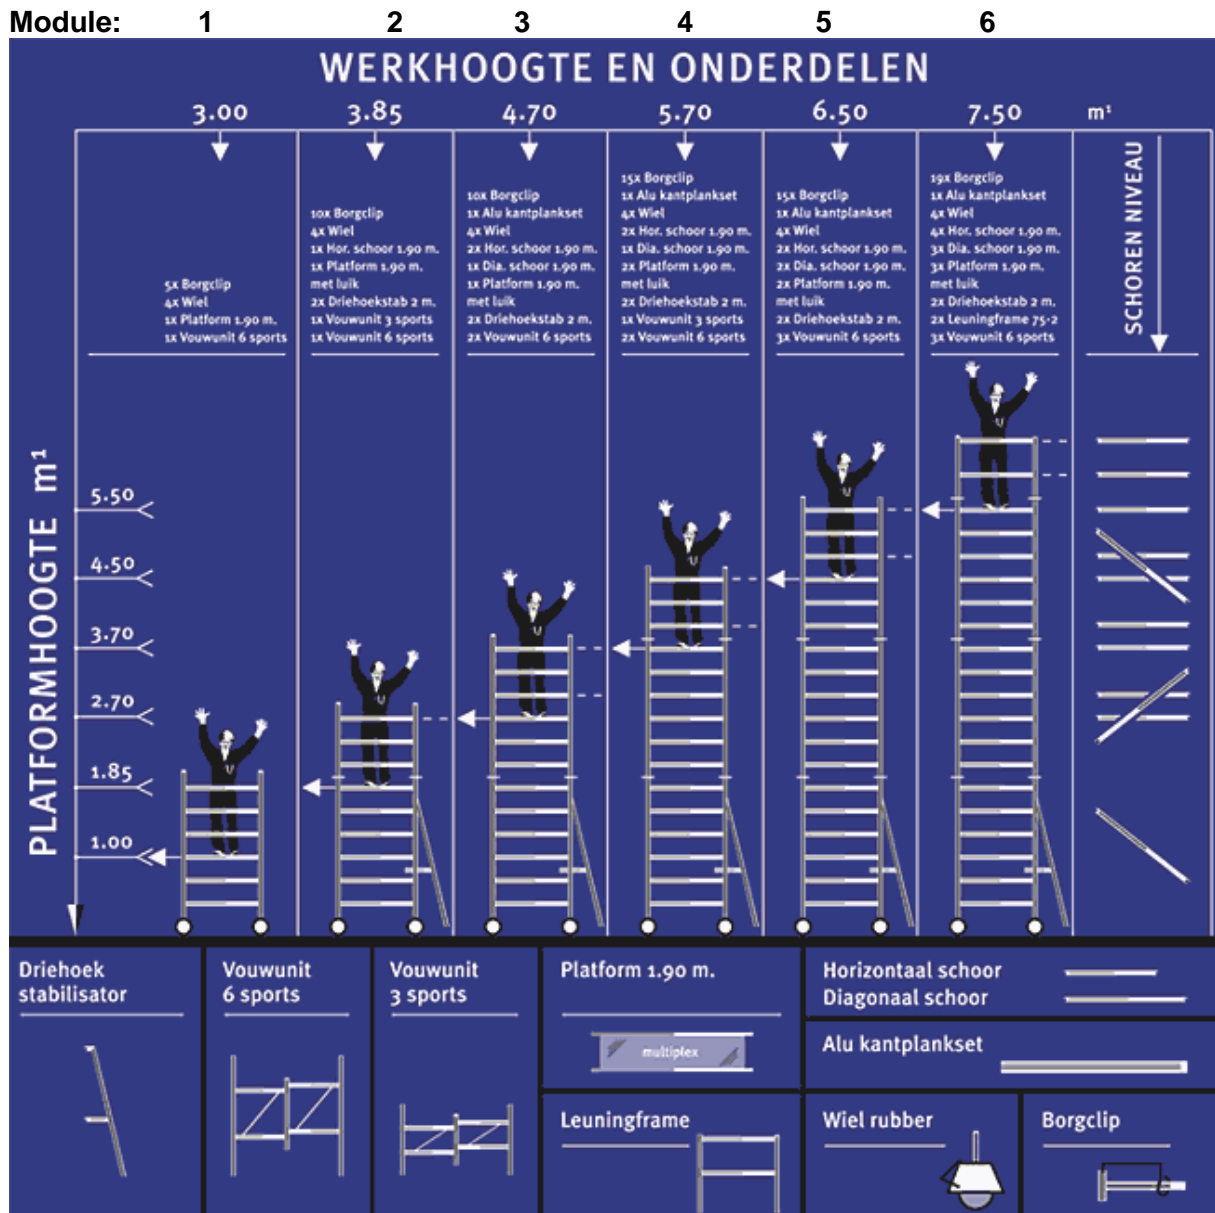 Module: 1 2 3 4 5 6
WERKHOOGTE EN ONDERDELEN
3.00 3.85 4.70 5.70 6.50 7.50 m¹
5x Borgclip
4x Wiel
1x Platform 1.90 m.
1x Vouwunit 6 sports
10x Borgclip
4x Wiel
1x Hor. schoor 1.90 m.
1x Platform 1.90 m.
met luik
2x Driehoekstab 2 m.
1x Vouwunit 3 sports
1x Vouwunit 6 sports
10x Borgclip
1x Alu kantplankset
4x Wiel
2x Hor. schoor 1.90 m.
1x Dia. schoor 1.90 m.
1x Platform 1.90 m.
met luik
2x Driehoekstab 2 m.
2x Vouwunit 6 sports
15x Borgclip
1x Alu kantplankset
4x Wiel
2x Hor. schoor 1.90 m.
1x Dia. schoor 1.90 m.
2x Platform 1.90 m.
met luik
2x Driehoekstab 2 m.
1x Vouwunit 3 sports
2x Vouwunit 6 sports
15x Borgclip
1x Alu kantplankset
4x Wiel
2x Hor. schoor 1.90 m.
2x Dia. schoor 1.90 m.
2x Platform 1.90 m.
met luik
2x Driehoekstab 2 m.
3x Vouwunit 6 sports
19x Borgclip
1x Alu kantplankset
4x Wiel
4x Hor. schoor 1.90 m.
3x Dia. schoor 1.90 m.
3x Platform 1.90 m.
met luik
2x Driehoekstab 2 m.
2x Leuningframe 75-2
3x Vouwunit 6 sports
SCHOREN NIVEAU
PLATFORMHOOGTE m¹
5.50
4.50
3.70
2.70
1.85
1.00
Driehoek
stabilisator
Vouwunit
6 sports
Vouwunit
3 sports
Platform 1.90 m.
multiplex
Horizontaal schoor
Diagonaal schoor
Alu kantplankset
Leuningframe
Wiel rubber
Borgclip